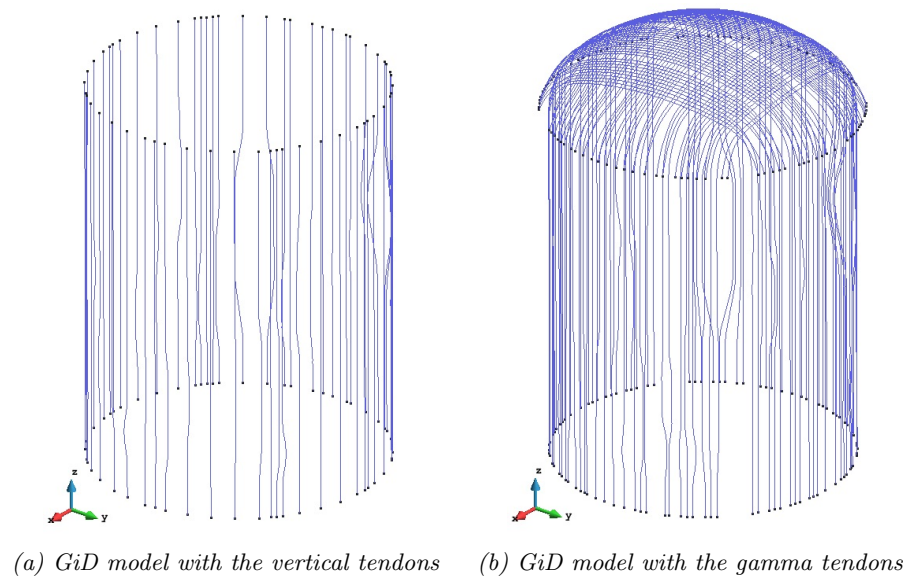 z
x
y
z
x
y
(a) GiD model with the vertical tendons
(b) GiD model with the gamma tendons